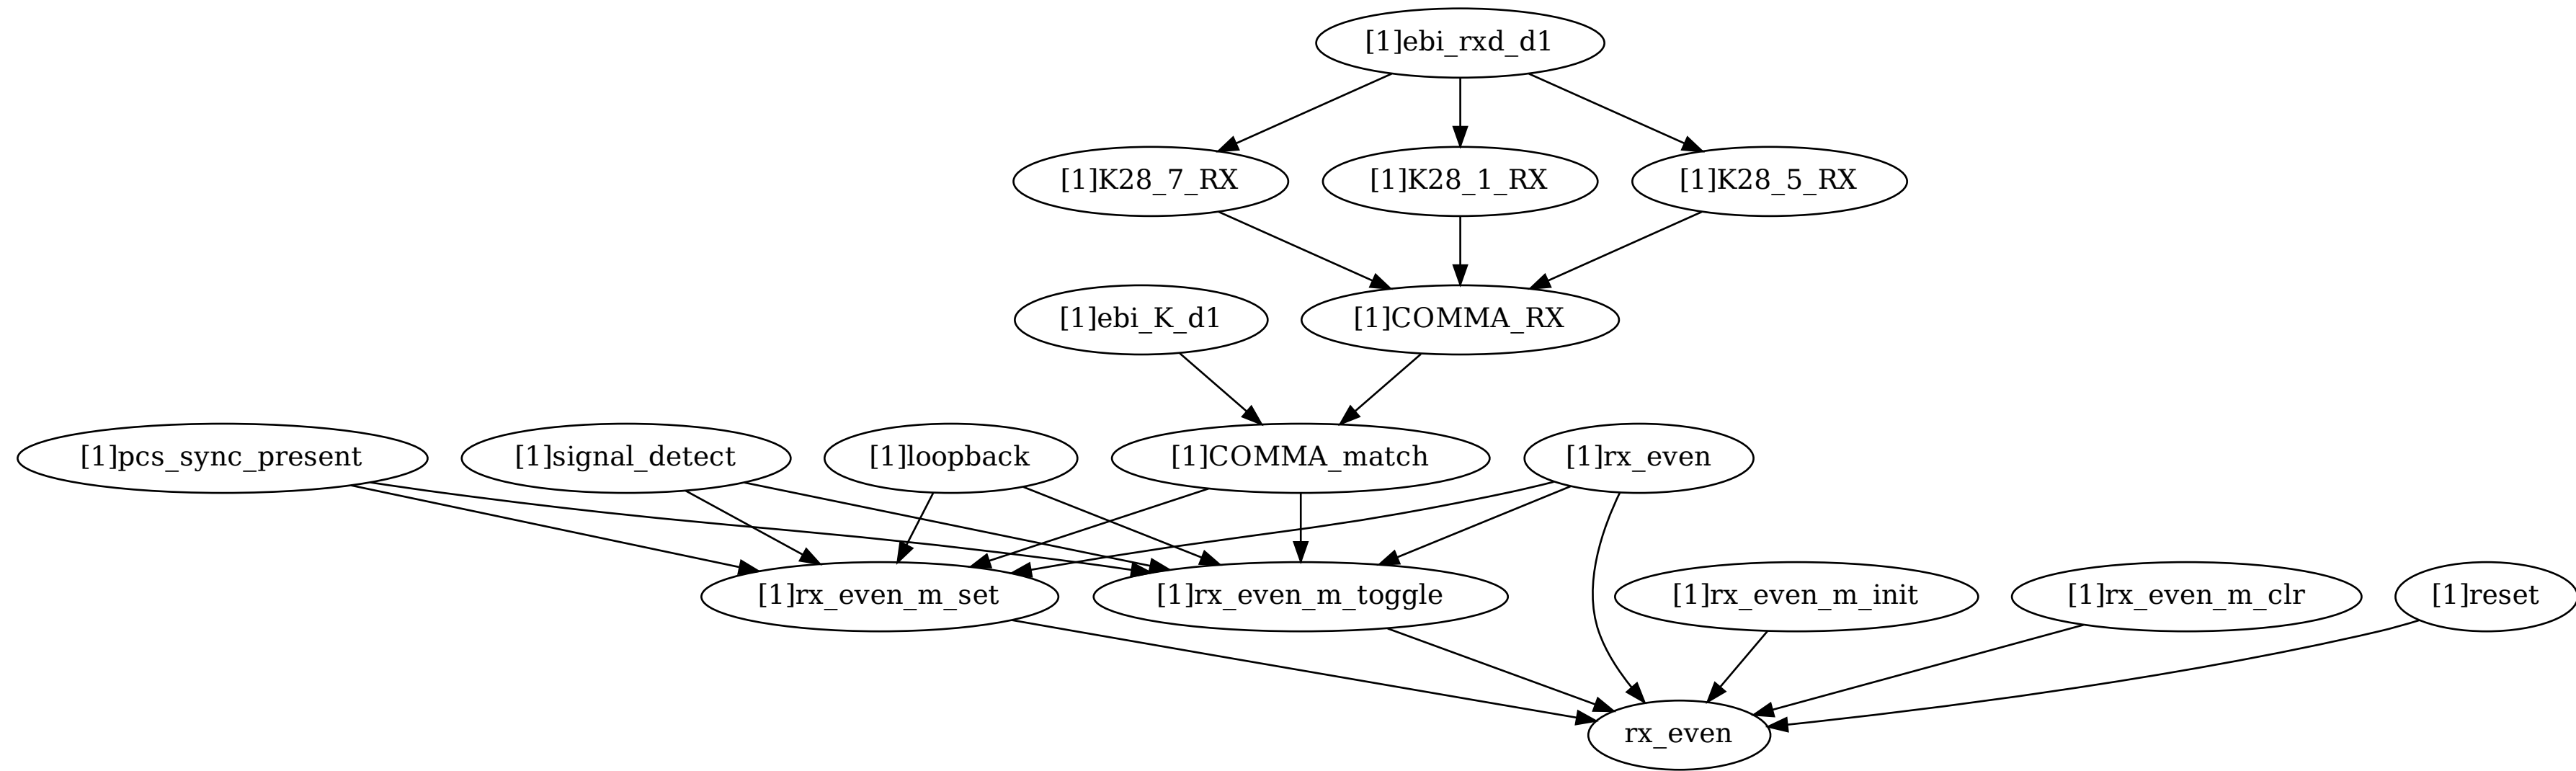 [1]ebi_rxd_d1
[1]K28_7_RX
[1]K28_1_RX
[1]K28_5_RX
[1]ebi_K_d1
[1]COMMA_RX
[1]pcs_sync_present
[1]signal_detect
[1]loopback
[1]COMMA_match
[1]rx_even
[1]rx_even_m_set
[1]rx_even_m_toggle
[1]rx_even_m_init
[1]rx_even_m_clr
[1]reset
rx_even